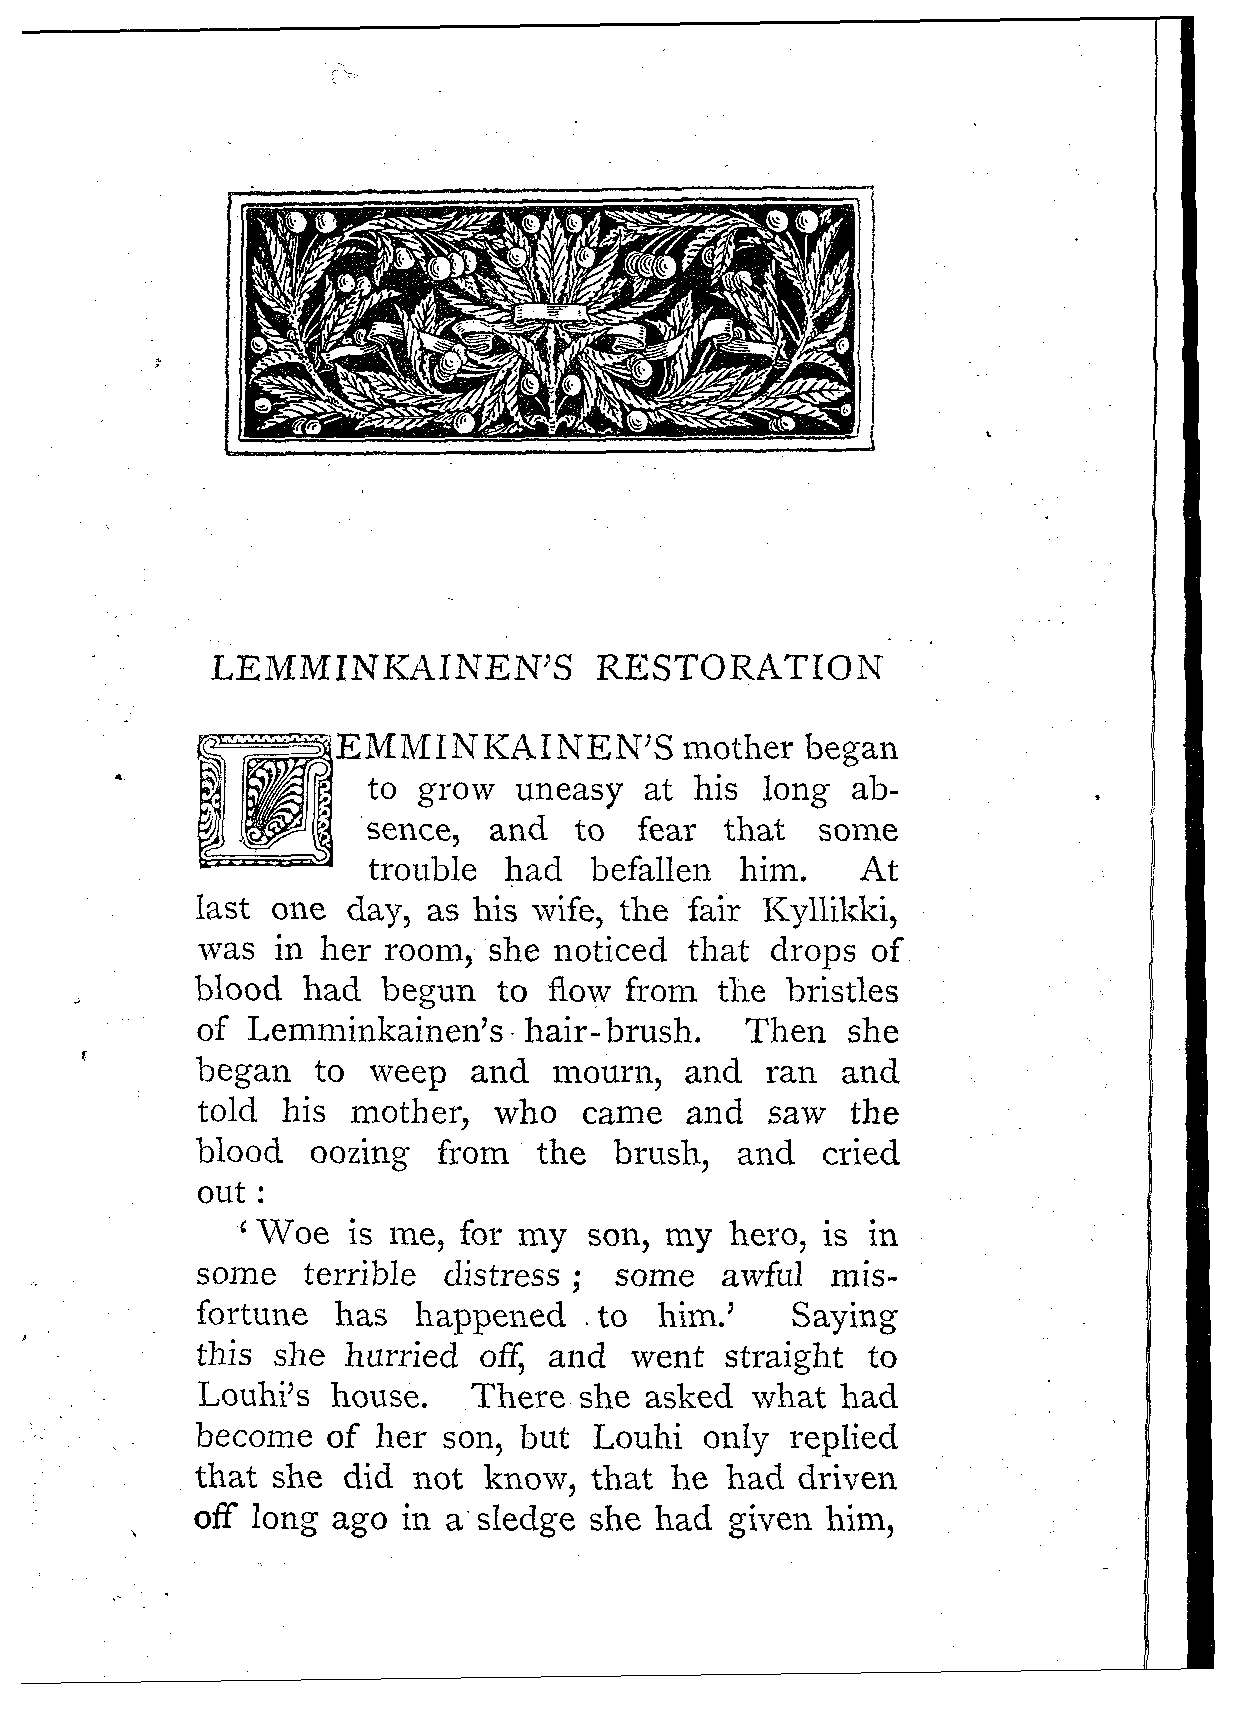 LEMMINKAINEN'S RESTORATION
LEMMINKAINEN'S mother began
to grow uneasy at his long ab-
sence, and to fear that some
trouble had befallen him. At
last one day, as his wife, the fair Kyllikki,
was in her room, she noticed that drops of
blood had begun to flow from the bristles
of Lemminkainen's hair-brush. Then she
began to weep and mourn, and ran and
told his mother, who came and saw the
blood oozing from the brush, and cried
out :
‘ Woe is me, for my son, my hero, is in
some terrible distress ; some awful mis-
fortune has happened to him.’ Saying
this she hurried off, and went straight to
Louhi's house. There she asked what had
become of her son, but Louhi only replied
that she did not know, that he had driven
off long ago in a sledge she had given him,